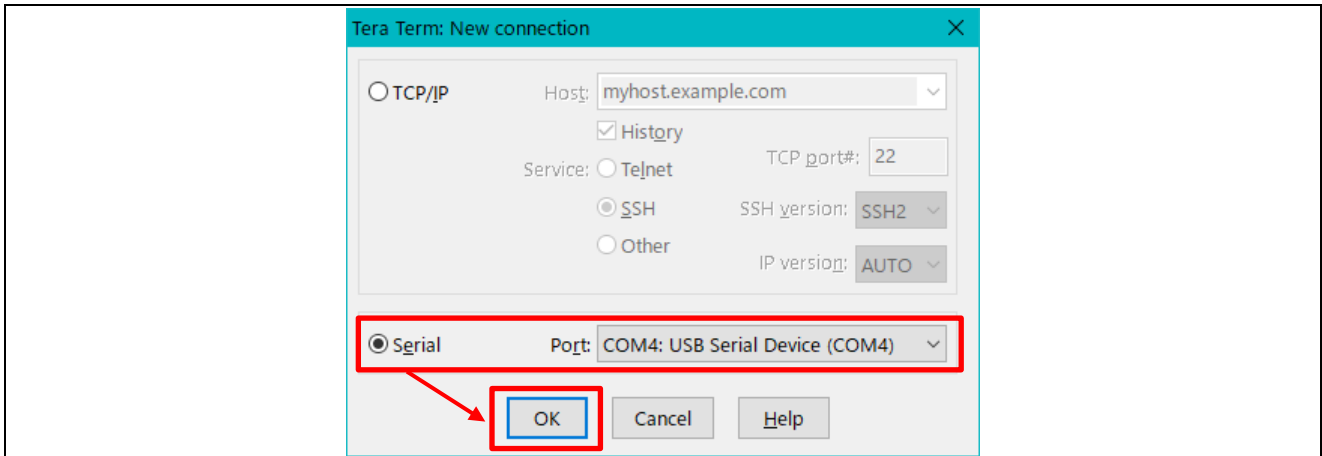 Tera Term: New connection
TCP/IP
Host: myhost.example.com
History
Service: Telnet
TCP port#: 22
SSH
SSH version: SSH2
Other
IP version: AUTO
Serial
Port: COM4: USB Serial Device (COM4)
OK
Cancel
Help